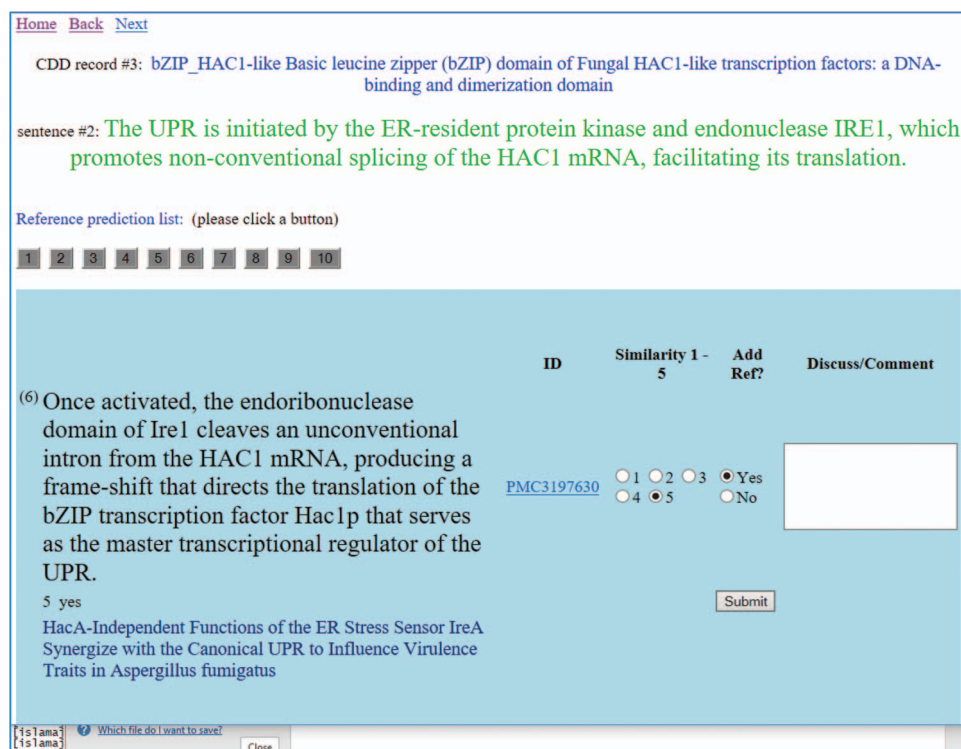 Home Back Next
CDD record #3: bZIP_HAC1-like Basic leucine zipper (bZIP) domain of Fungal HAC1-like transcription factors: a DNA-
binding and dimerization domain
sentence #2: The UPR is initiated by the ER-resident protein kinase and endonuclease IRE1, which
promotes non-conventional splicing of the HAC1 mRNA, facilitating its translation.
Reference prediction list: (please click a button)
1 2 3 4 5 6 7 8 9 10
ID Similarity 1 - 5 Add Ref? Discuss/Comment
(6) Once activated, the endoribonuclease
domain of Ire1 cleaves an unconventional
intron from the HAC1 mRNA, producing a
frame-shift that directs the translation of the
bZIP transcription factor Hac1p that serves
as the master transcriptional regulator of the
UPR.
PMC3197630
1 2 3
4 5
Yes
No
5 yes
Submit
HacA-Independent Functions of the ER Stress Sensor IreA
Synergize with the Canonical UPR to Influence Virulence
Traits in Aspergillus fumigatus
[islama]
[islama]
Which file do I want to save?
Close